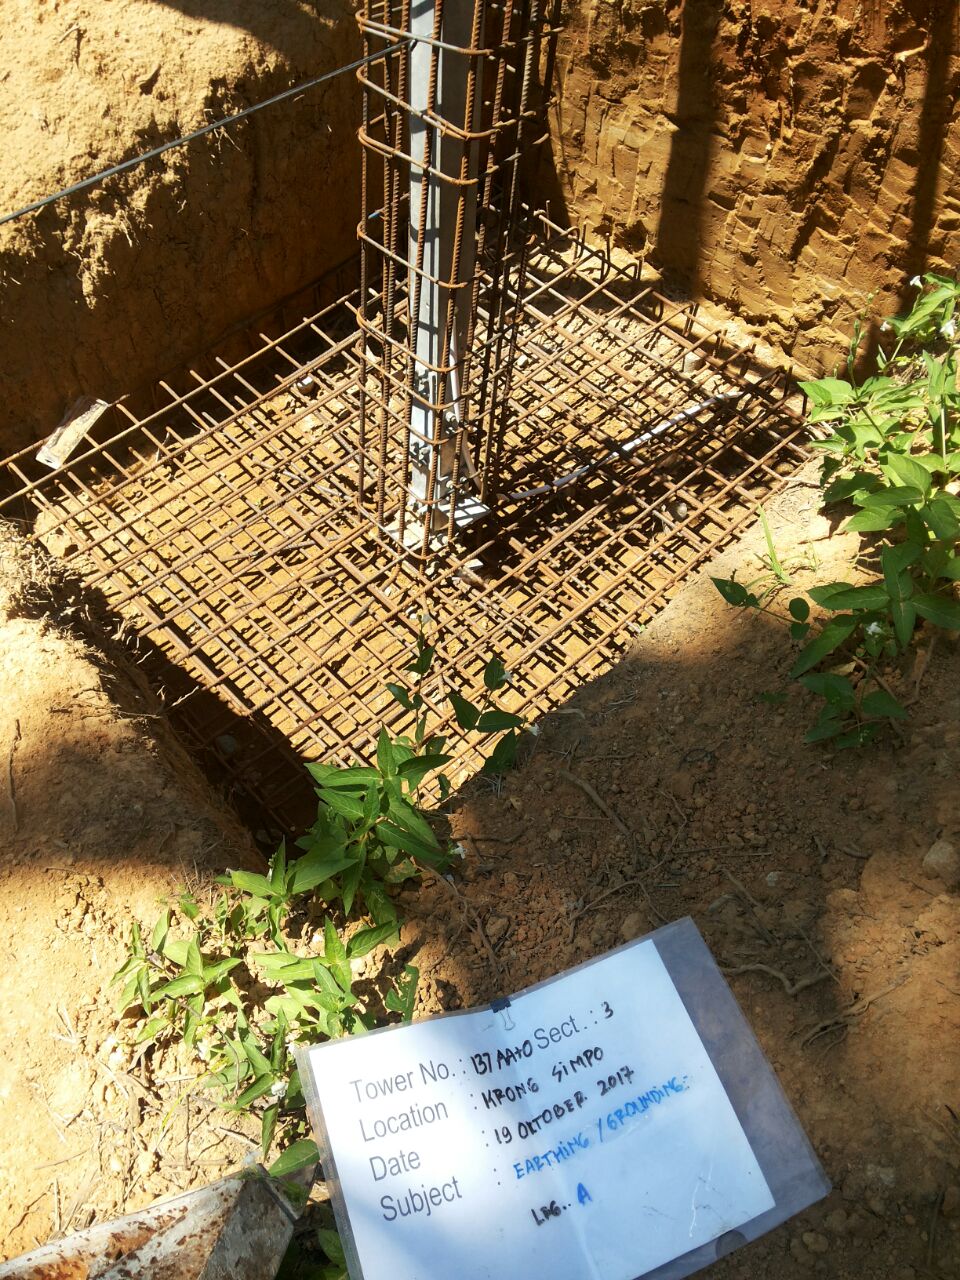 Tower No. : 137 AA+0 Sect. : 3
Location : KRONG SIMPO
Date : 19 OKTOBER 2017
Subject : EARTHING / GROUNDING
LEG.. A